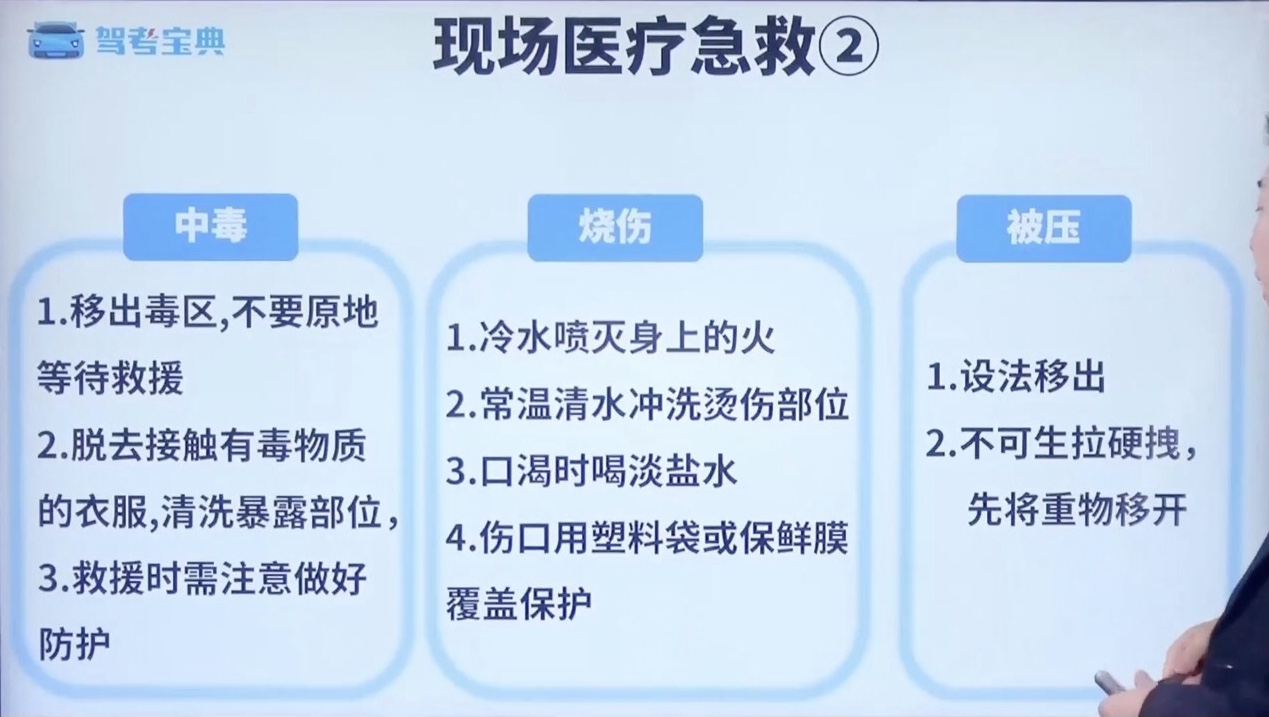 驾考宝典
现场医疗急救②
中毒
1.移出毒区,不要原地
等待救援
2.脱去接触有毒物质
的衣服,清洗暴露部位，
3.救援时需注意做好
防护
烧伤
1.冷水喷灭身上的火
2.常温清水冲洗烫伤部位
3.口渴时喝淡盐水
4.伤口用塑料袋或保鲜膜
覆盖保护
被压
1.设法移出
2.不可生拉硬拽，
先将重物移开